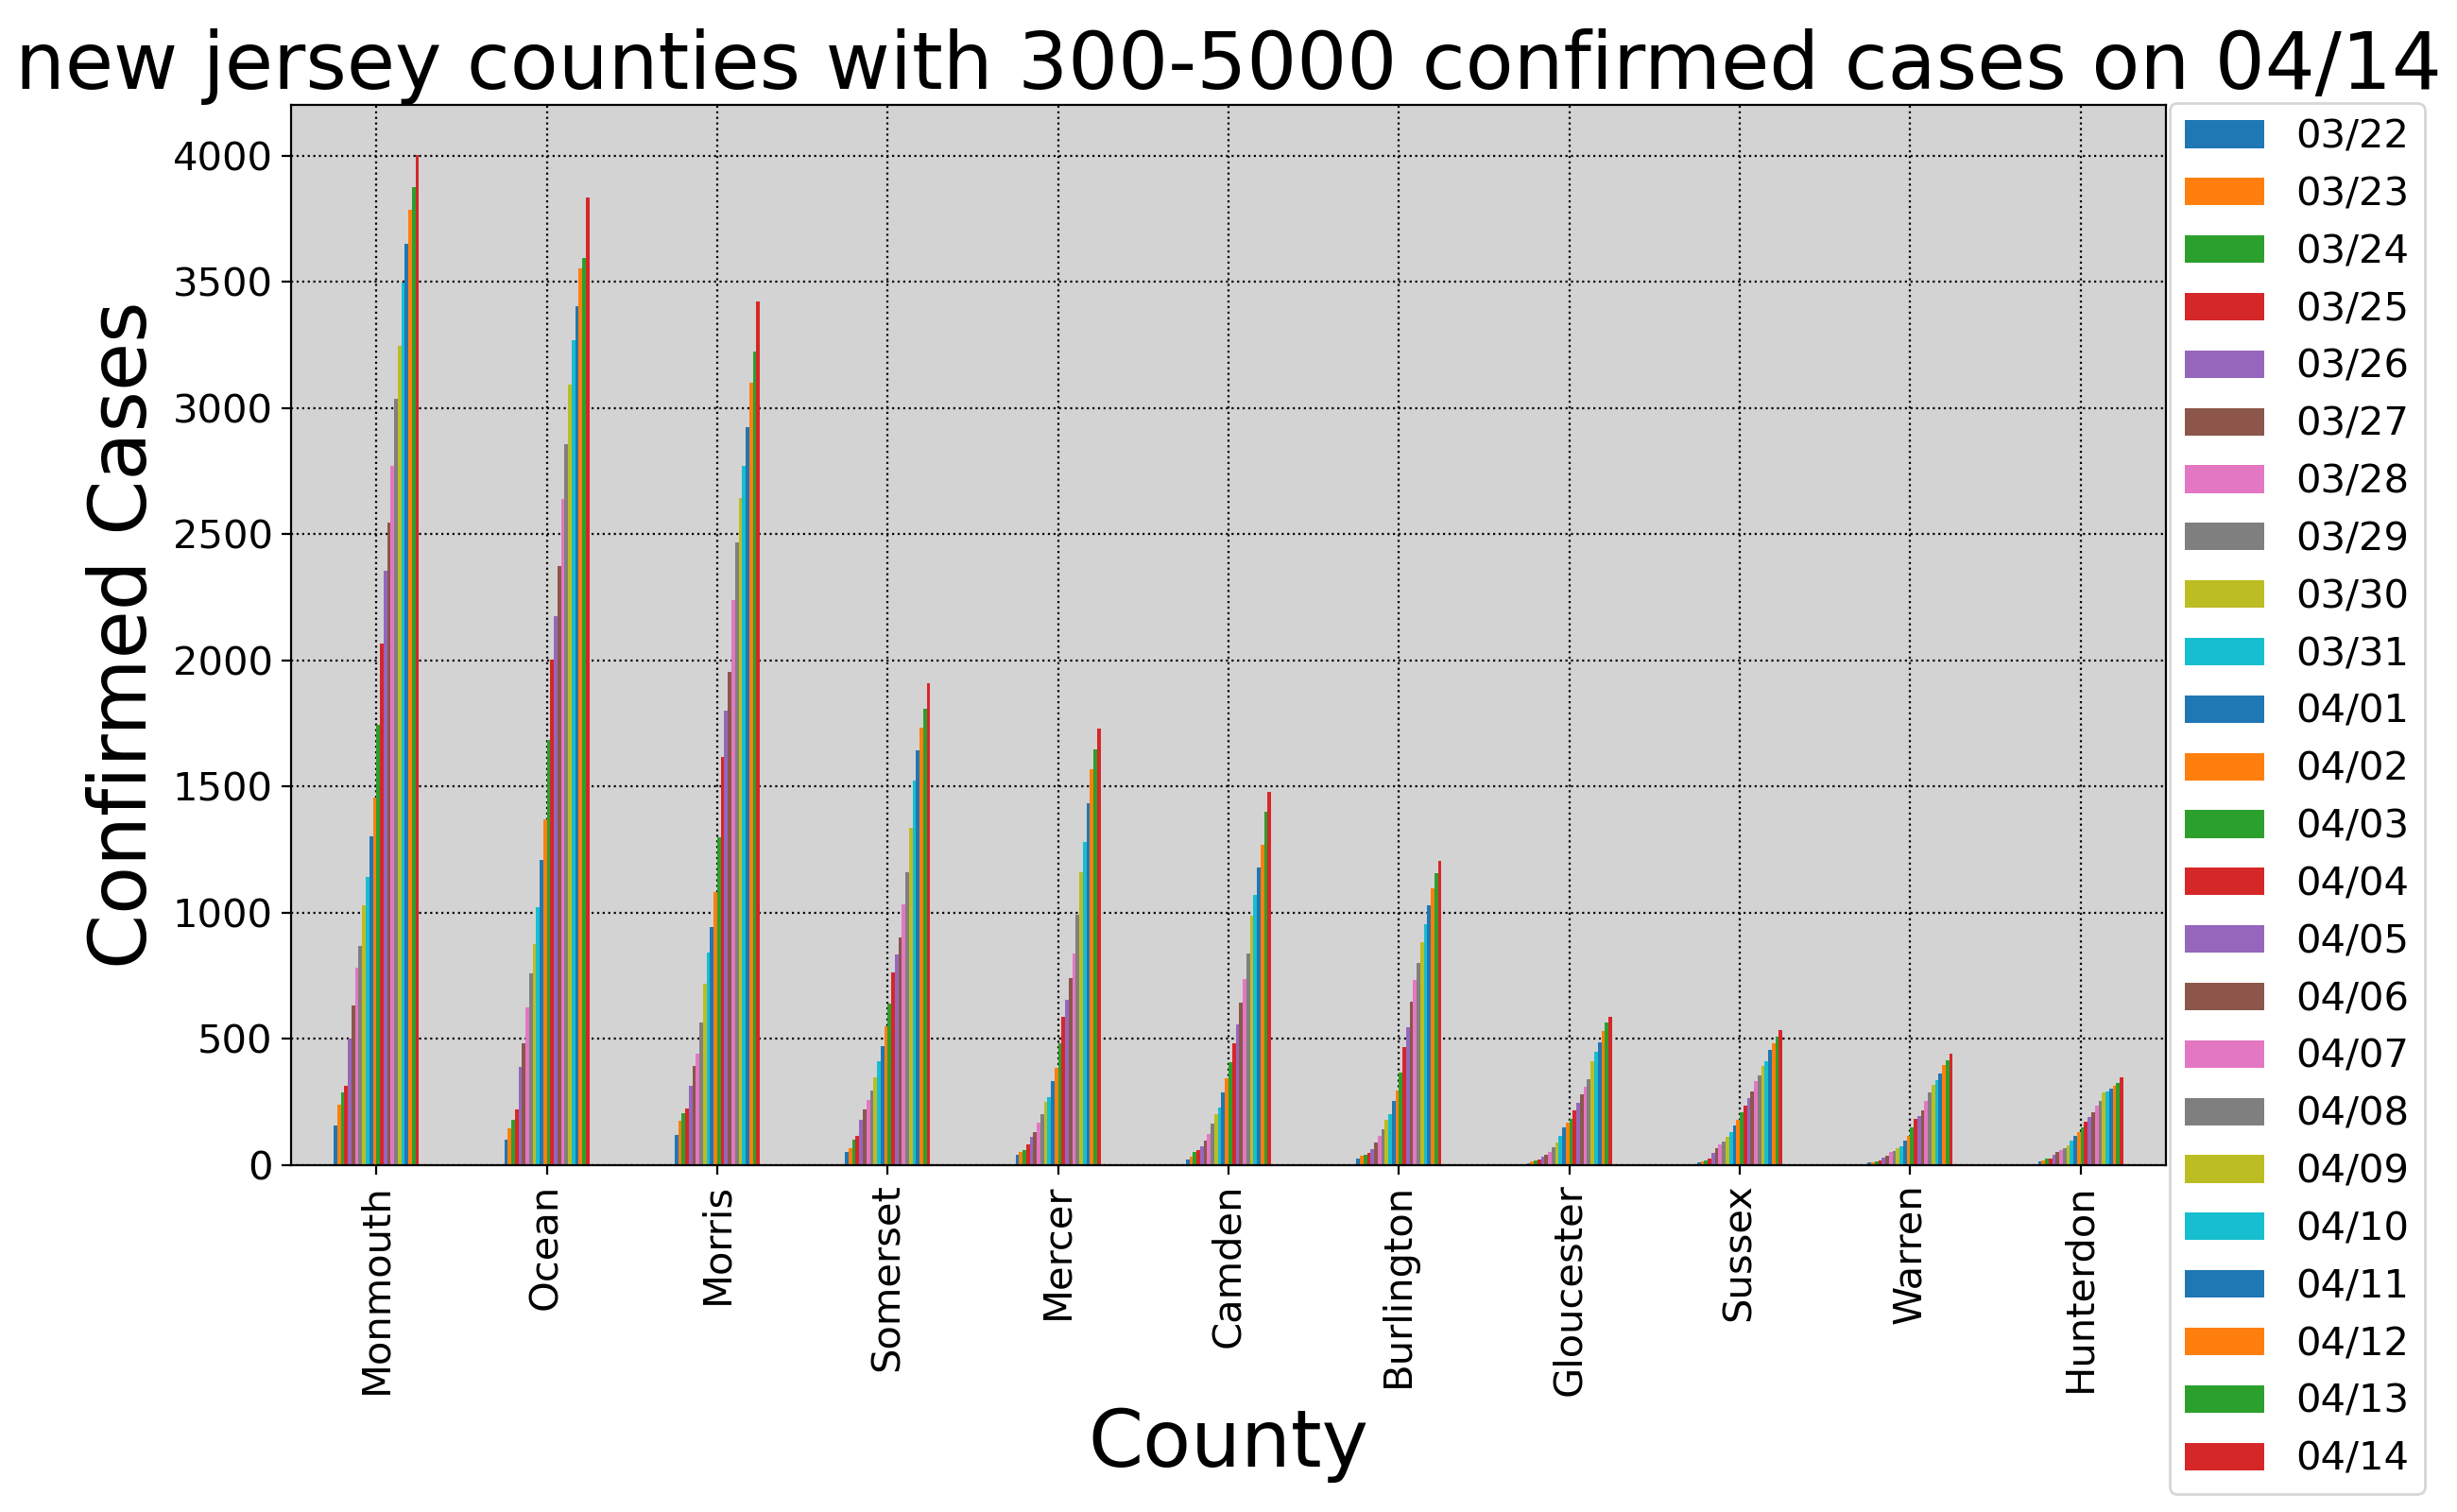 new jersey counties with 300-5000 confirmed cases on 04/14
Confirmed Cases
4000
3500
3000
2500
2000
1500
1000
500
0
Monmouth
Ocean
Morris
Somerset
Mercer
Camden
Burlington
Gloucester
Sussex
Warren
Hunterdon
County
03/22
03/23
03/24
03/25
03/26
03/27
03/28
03/29
03/30
03/31
04/01
04/02
04/03
04/04
04/05
04/06
04/07
04/08
04/09
04/10
04/11
04/12
04/13
04/14